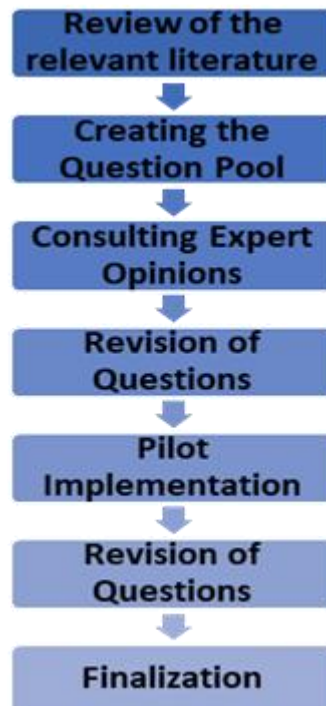 Review of the
relevant literature
Creating the
Question Pool
Consulting Expert
Opinions
Revision of
Questions
Pilot
Implementation
Revision of
Questions
Finalization